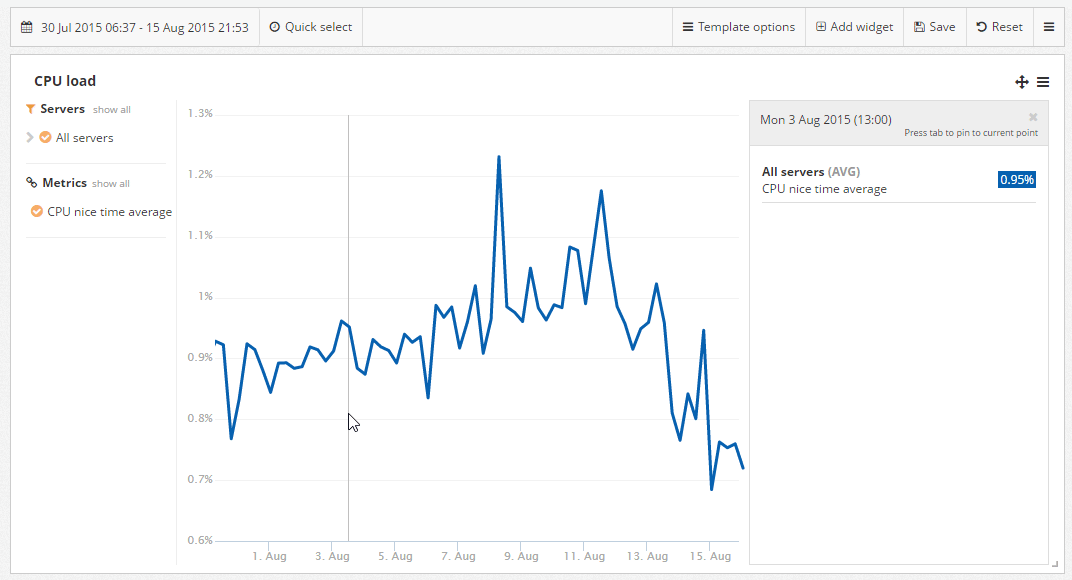 30 Jul 2015 06:37 - 15 Aug 2015 21:53
Quick select
Template options
Add widget
Save
Reset
CPU load
Servers show all
All servers
Metrics show all
CPU nice time average
1.3%
1.2%
1.1%
1%
0.9%
0.8%
0.7%
0.6%
1. Aug
3. Aug
5. Aug
7. Aug
9. Aug
11. Aug
13. Aug
15. Aug
Mon 3 Aug 2015 (13:00)
Press tab to pin to current point
All servers (AVG)
CPU nice time average
0.95%